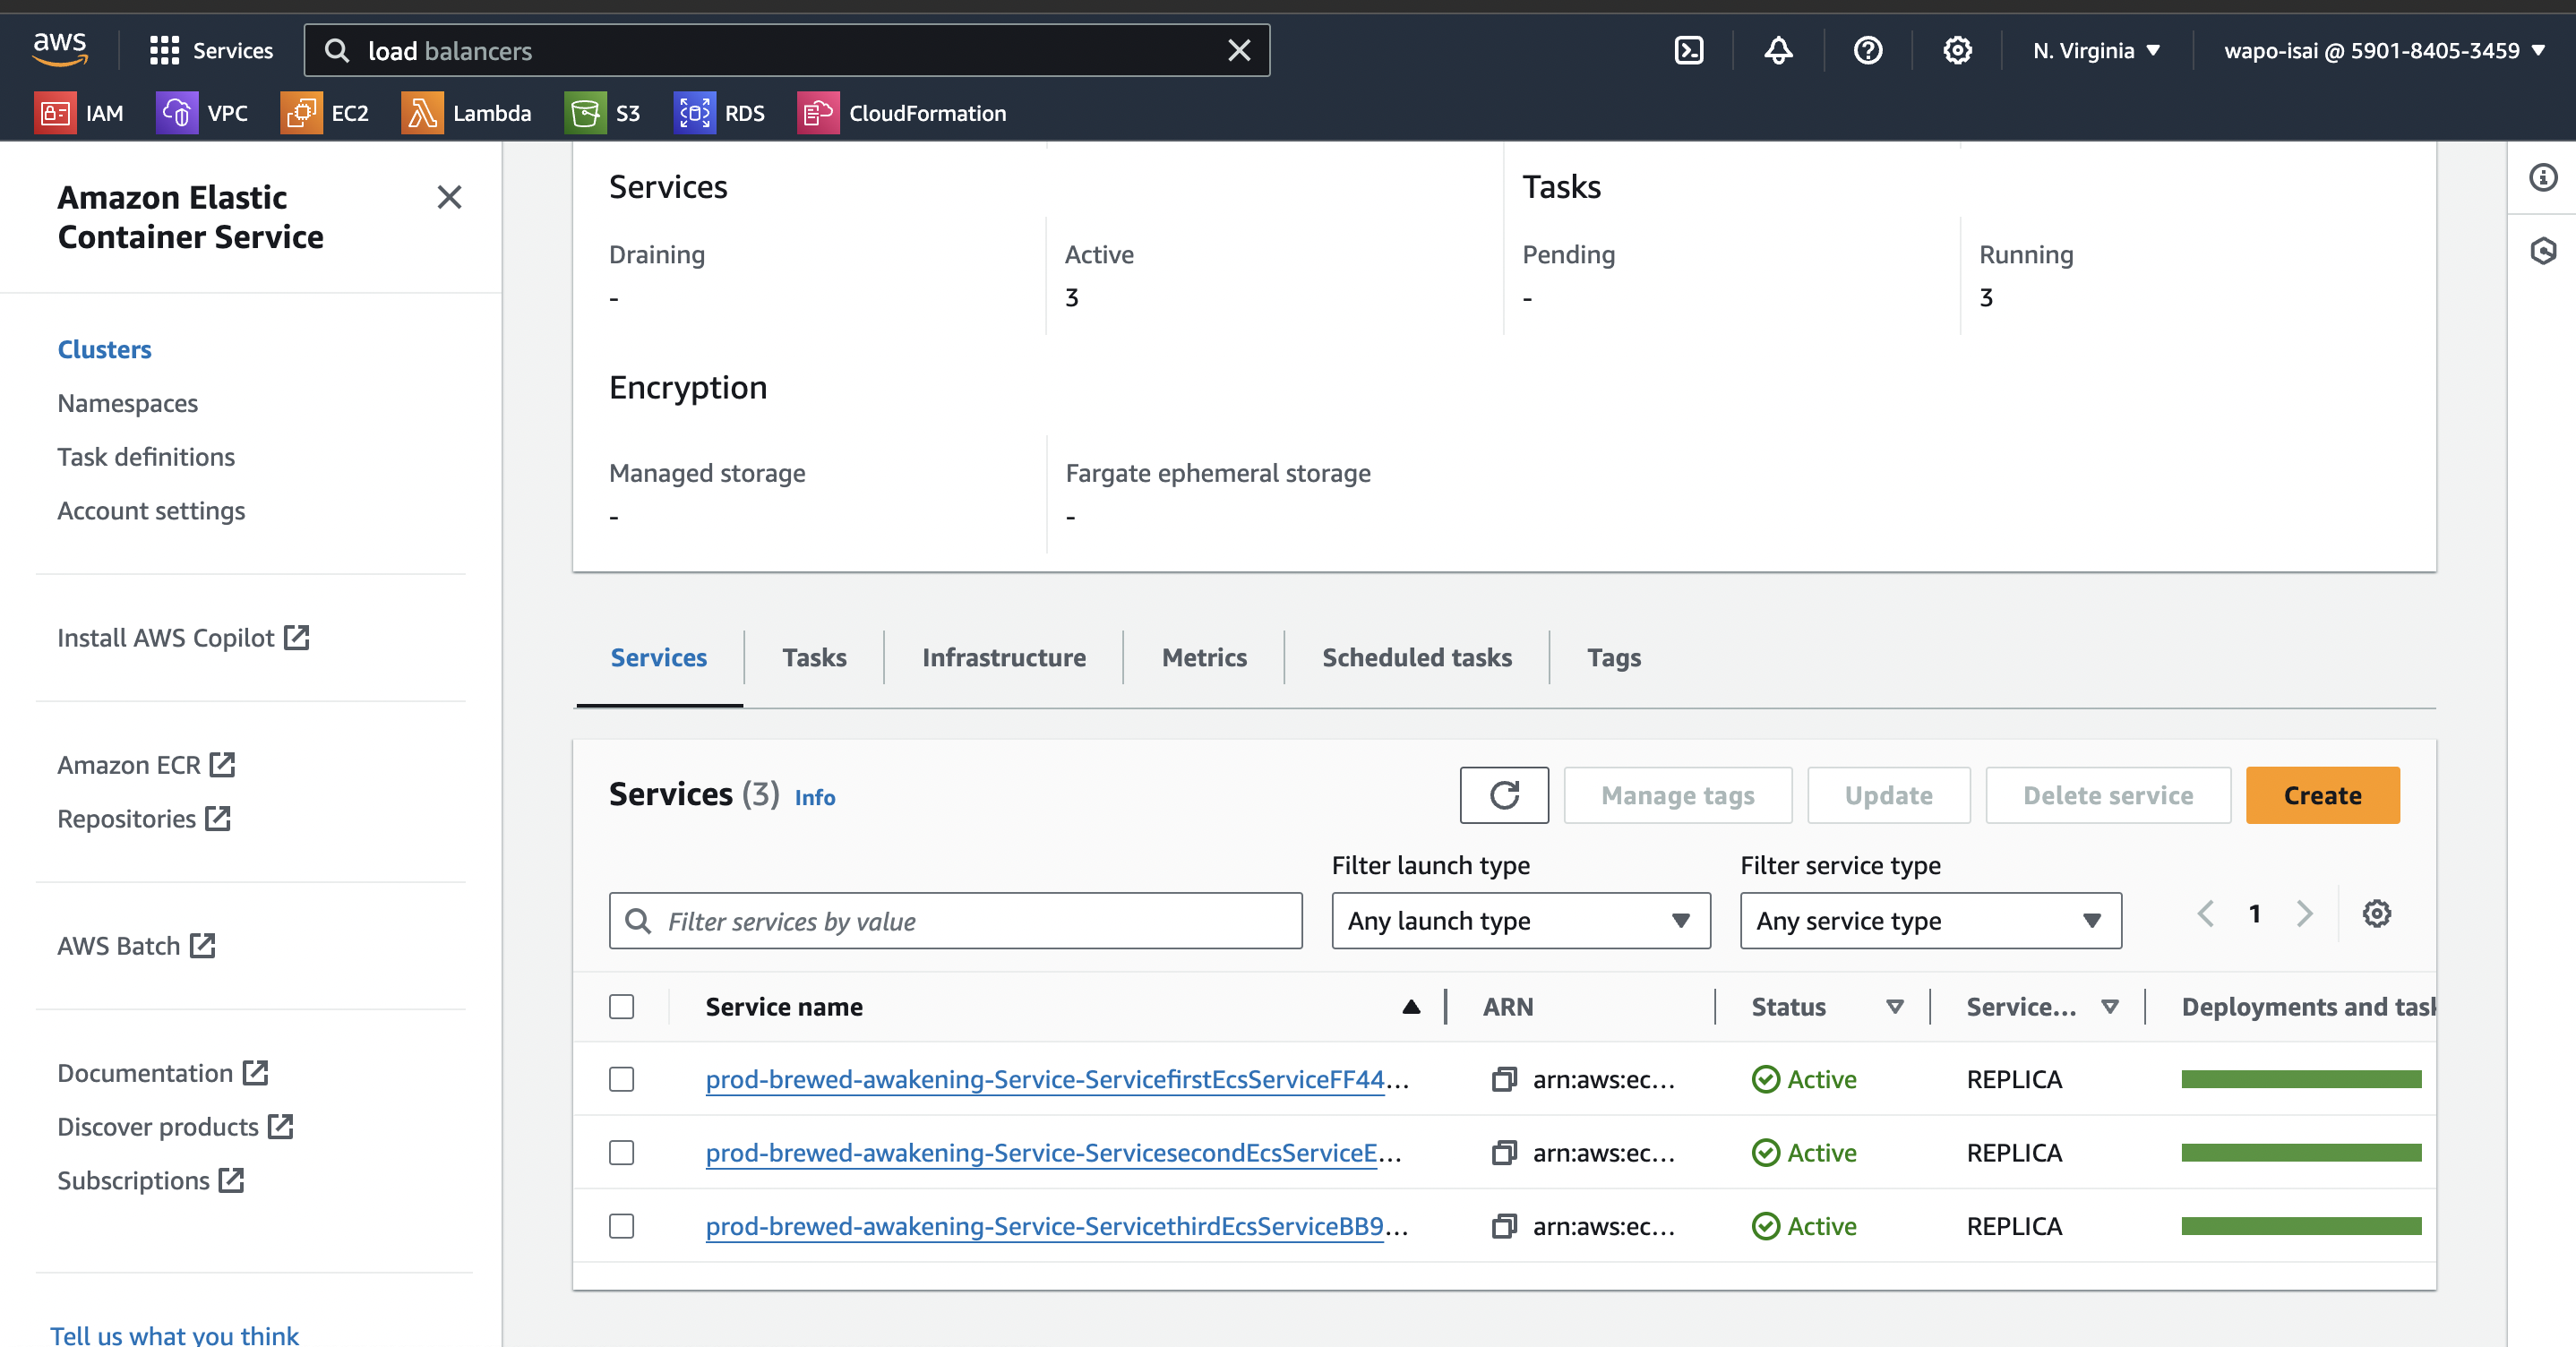 aws
Services
load balancers
N. Virginia
wapo-isai @ 5901-8405-3459
IAM
VPC
EC2
Lambda
S3
RDS
CloudFormation
Amazon Elastic
Container Service
Clusters
Namespaces
Task definitions
Account settings
Install AWS Copilot
Amazon ECR
Repositories
AWS Batch
Documentation
Discover products
Subscriptions
Tell us what you think
Services
Tasks
Draining
Active
Pending
Running
-
3
-
3
Encryption
Managed storage
Fargate ephemeral storage
-
-
Services
Tasks
Infrastructure
Metrics
Scheduled tasks
Tags
Services (3) Info
Manage tags
Update
Delete service
Create
Filter launch type
Filter service type
Filter services by value
Any launch type
Any service type
1
Service name
ARN
Status
Service...
Deployments and task
prod-brewed-awakening-Service-ServicefirstEcsServiceFF44... arn:aws:ec... Active REPLICA
prod-brewed-awakening-Service-ServicesecondEcsServiceE... arn:aws:ec... Active REPLICA
prod-brewed-awakening-Service-ServicethirdEcsServiceBB9... arn:aws:ec... Active REPLICA